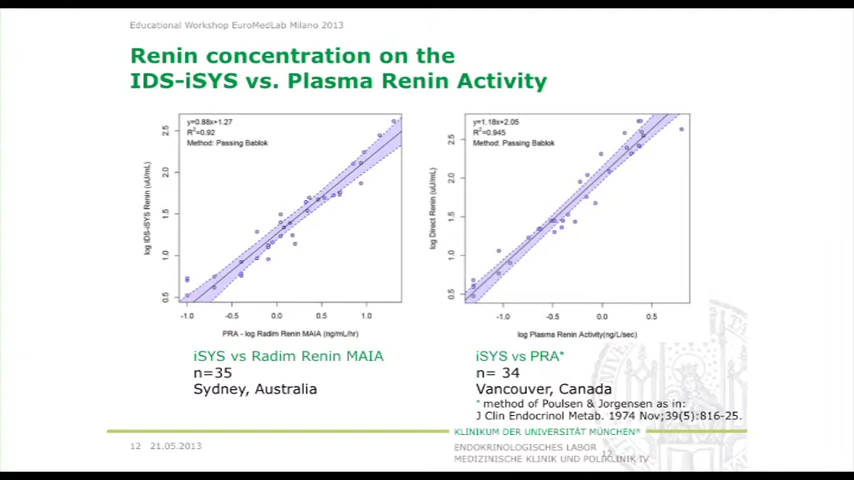 Educational Workshop EuroMedLab Milano 2013
Renin concentration on the
IDS-iSYS vs. Plasma Renin Activity
y=0.88x+1.27
R²=0.92
Method: Passing Bablok
log IDS-iSYS Renin (uU/mL)
2.5
2.0
1.5
1.0
0.5
-1.0 -0.5 0.0 0.5 1.0
PRA - log Radim Renin MAIA (ng/mL/hr)
y=1.18x+2.05
R²=0.945
Method: Passing Bablok
log Direct Renin (uU/mL)
2.5
2.0
1.5
1.0
0.5
-1.0 -0.5 0.0 0.5
log Plasma Renin Activity(ng/L/sec)
iSYS vs Radim Renin MAIA
n=35
Sydney, Australia
iSYS vs PRA*
n= 34
Vancouver, Canada
* method of Poulsen & Jorgensen as in:
J Clin Endocrinol Metab. 1974 Nov;39(5):816-25.
KLINIKUM DER UNIVERSITÄT MÜNCHEN®
12 21.05.2013
ENDOKRINOLOGISCHES LABOR
12
MEDIZINISCHE KLINIK UND POLIKLINIK IV